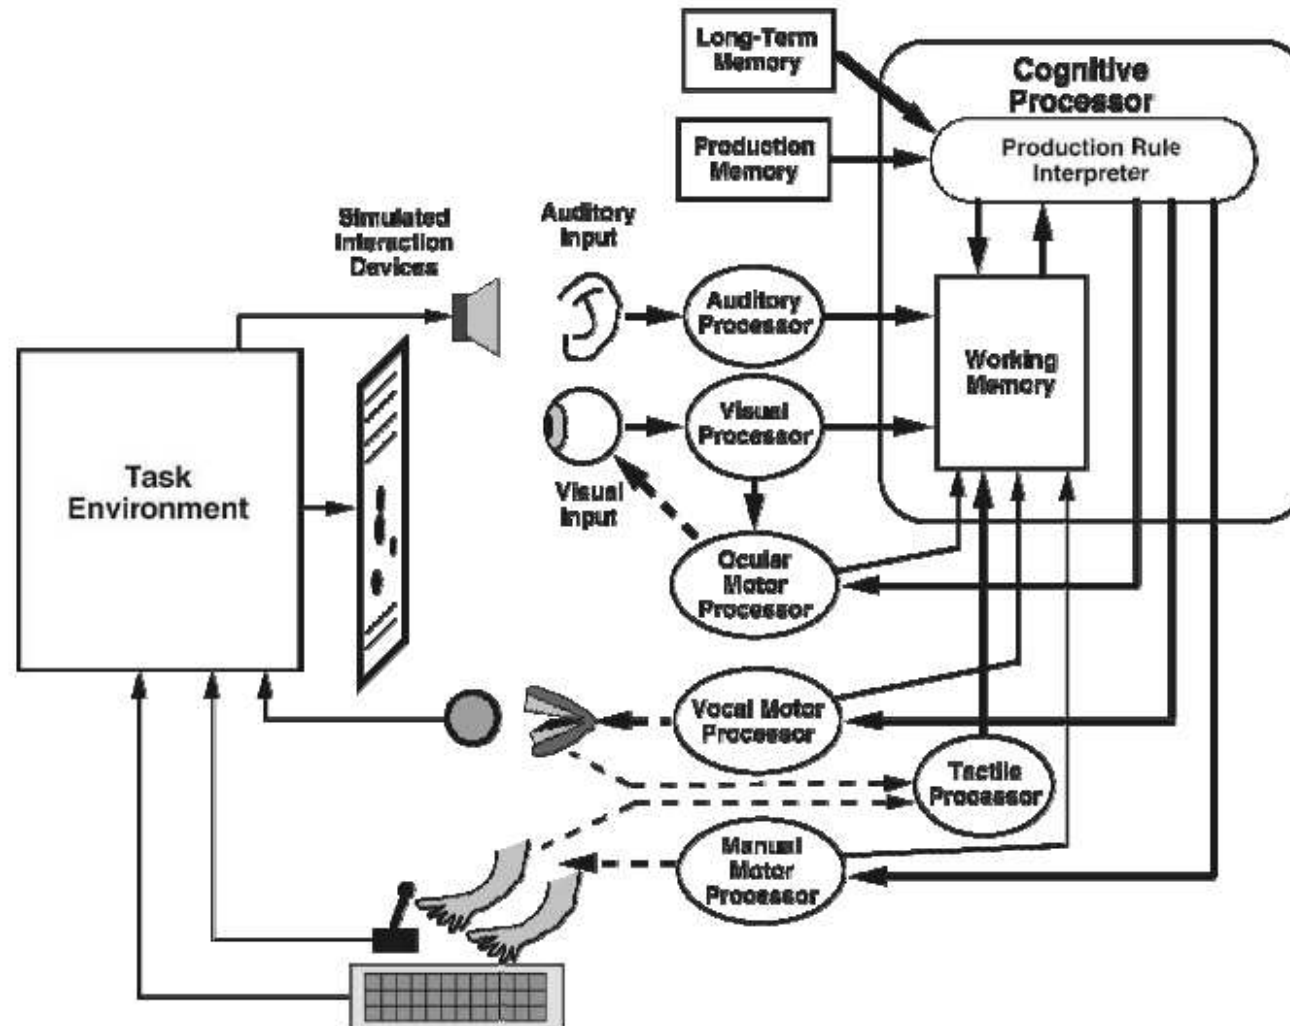 Long-Term
Memory
Cognitive
Processor
Production
Memory
Production Rule
Interpreter
Simulated
Interaction
Devices
Auditory
Input
Auditory
Processor
Working
Memory
Visual
Processor
Task
Environment
Visual
Input
Ocular
Motor
Processor
Vocal Motor
Processor
Tactile
Processor
Manual
Motor
Processor